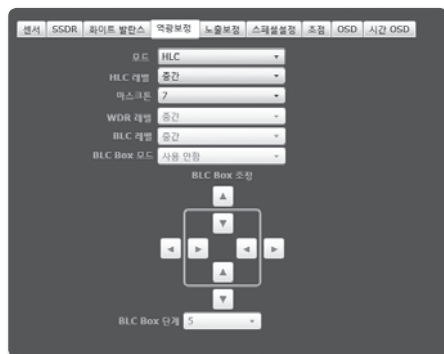 센서 SSDR 화이트 밸런스 역광보정 노출보정 스페셜설정 초점 OSD 시간 OSD
모드 HLC
HLC 레벨 중간
마스크톤 7
WDR 레벨 중간
BLC 레벨 중간
BLC Box 모드 사용 안함
BLC Box 조정
BLC Box 단계 5